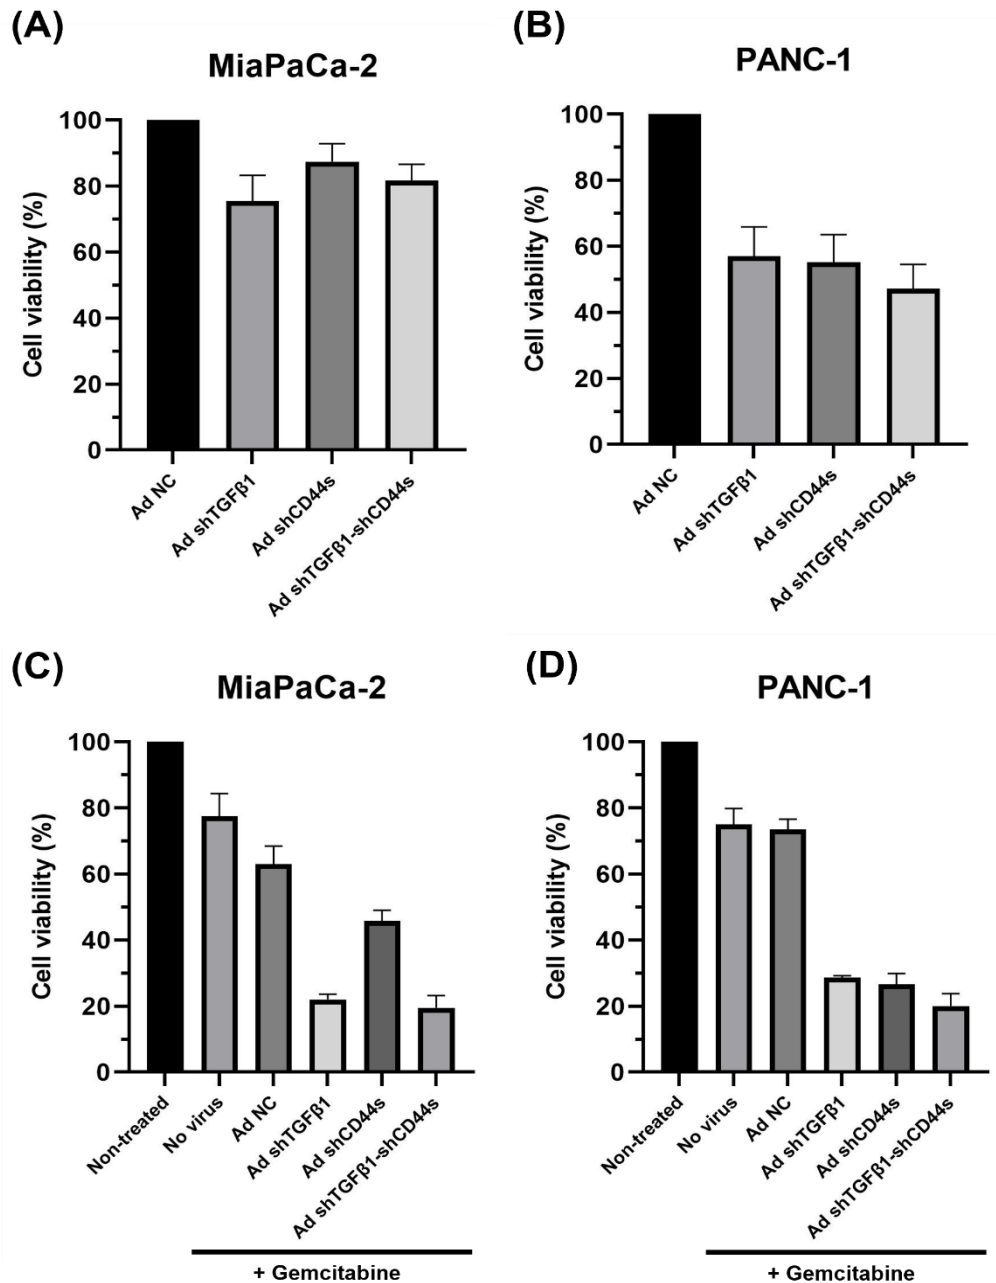 (A)
MiaPaCa-2
Cell viability (%)
100
80
60
40
20
0
Ad NC
Ad shTGFβ1
Ad shCD44s
Ad shTGFβ1-shCD44s
(B)
PANC-1
Cell viability (%)
100
80
60
40
20
0
Ad NC
Ad shTGFβ1
Ad shCD44s
Ad shTGFβ1-shCD44s
(C)
MiaPaCa-2
Cell viability (%)
100
80
60
40
20
0
Non-treated
No virus
Ad NC
Ad shTGFβ1
Ad shCD44s
Ad shTGFβ1-shCD44s
+ Gemcitabine
(D)
PANC-1
Cell viability (%)
100
80
60
40
20
0
Non-treated
No virus
Ad NC
Ad shTGFβ1
Ad shCD44s
Ad shTGFβ1-shCD44s
+ Gemcitabine